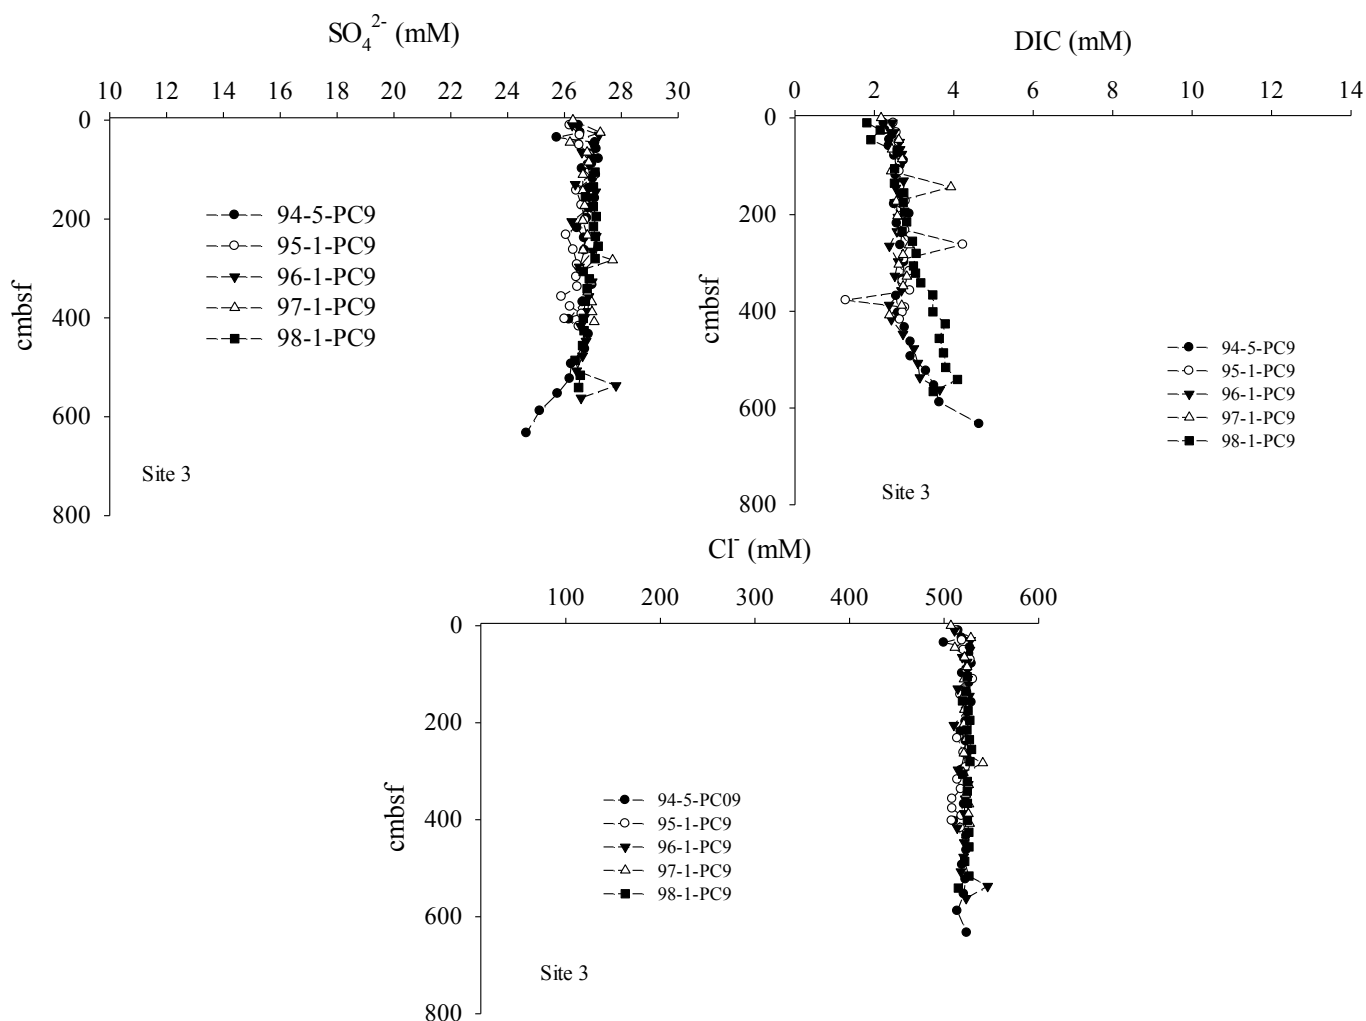 SO₄²⁻ (mM)
10 12 14 16 18 20 22 24 26 28 30
0
200
400
600
800
cmbsf
94-5-PC9
95-1-PC9
96-1-PC9
97-1-PC9
98-1-PC9
Site 3
DIC (mM)
0 2 4 6 8 10 12 14
0
200
400
600
800
cmbsf
94-5-PC9
95-1-PC9
96-1-PC9
97-1-PC9
98-1-PC9
Site 3
Cl⁻ (mM)
100 200 300 400 500 600
0
200
400
600
800
cmbsf
94-5-PC09
95-1-PC9
96-1-PC9
97-1-PC9
98-1-PC9
Site 3